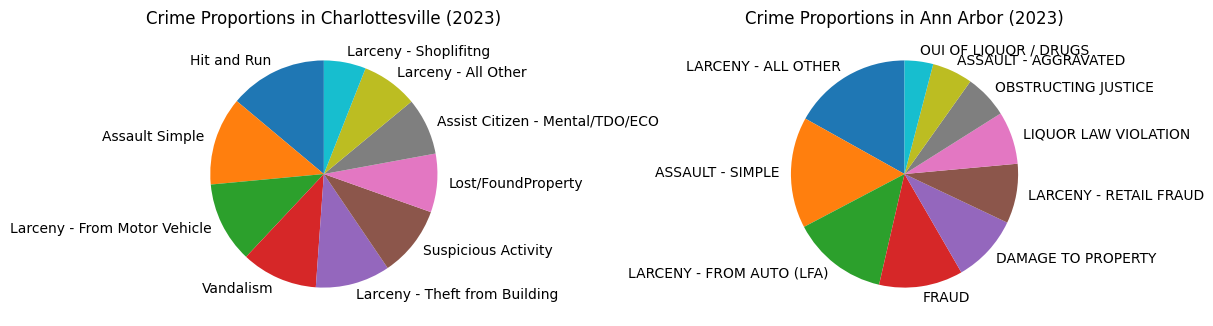 Crime Proportions in Charlottesville (2023)
Larceny - Shoplifitng
Hit and Run
Larceny - All Other
Assist Citizen - Mental/TDO/ECO
Assault Simple
Lost/FoundProperty
Larceny - From Motor Vehicle
Suspicious Activity
Vandalism
Larceny - Theft from Building
Crime Proportions in Ann Arbor (2023)
OUI OF LIQUOR / DRUGS
ASSAULT - AGGRAVATED
LARCENY - ALL OTHER
OBSTRUCTING JUSTICE
LIQUOR LAW VIOLATION
ASSAULT - SIMPLE
LARCENY - RETAIL FRAUD
DAMAGE TO PROPERTY
LARCENY - FROM AUTO (LFA)
FRAUD